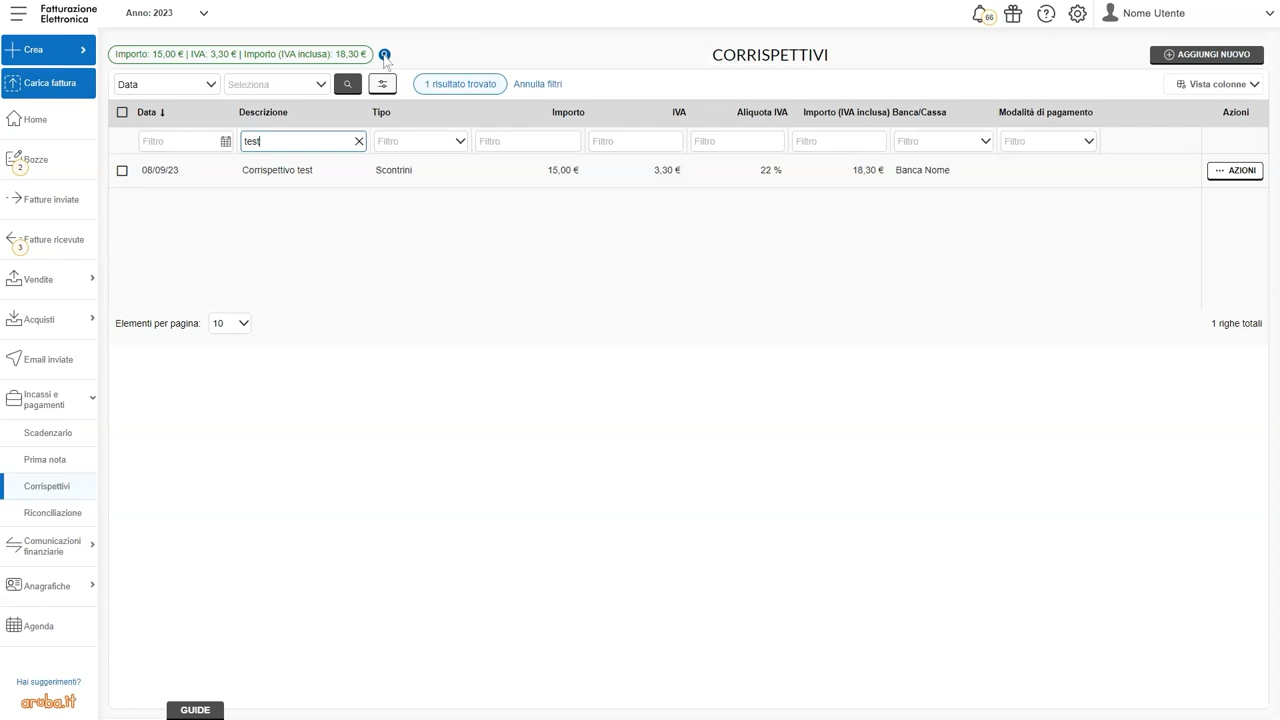 Fatturazione
Elettronica
Anno: 2023
66
Nome Utente
Crea
Importo: 15,00 € | IVA: 3,30 € | Importo (IVA inclusa): 18,30 €
CORRISPETTIVI
AGGIUNGI NUOVO
Carica fattura
Data
Seleziona
1 risultato trovato
Annulla filtri
Vista colonne
Data Descrizione Tipo Importo IVA Aliquota IVA Importo (IVA inclusa) Banca/Cassa Modalità di pagamento Azioni
Home
Filtro test Filtro Filtro Filtro Filtro Filtro Filtro Filtro
Bozze
2
08/09/23 Corrispettivo test Scontrini 15,00 € 3,30 € 22 % 18,30 € Banca Nome AZIONI
Fatture inviate
Fatture ricevute
3
Vendite
Acquisti
Elementi per pagina: 10
1 righe totali
Email inviate
Incassi e
pagamenti
Scadenzario
Prima nota
Corrispettivi
Riconciliazione
Comunicazioni
finanziarie
Anagrafiche
Agenda
Hai suggerimenti?
aruba.it
GUIDE